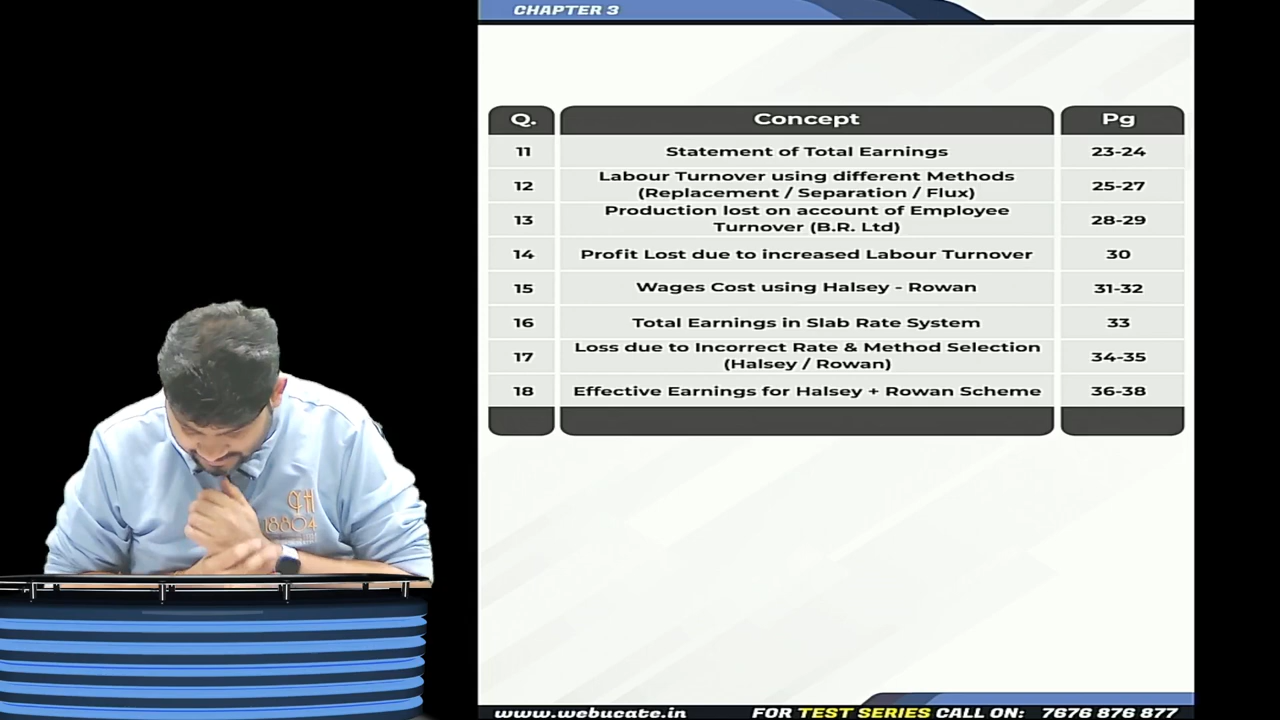 CHAPTER 3
Q. Concept Pg
11 Statement of Total Earnings 23-24
12 Labour Turnover using different Methods
(Replacement / Separation / Flux) 25-27
13 Production lost on account of Employee
Turnover (B.R. Ltd) 28-29
14 Profit Lost due to increased Labour Turnover 30
15 Wages Cost using Halsey - Rowan 31-32
16 Total Earnings in Slab Rate System 33
17 Loss due to Incorrect Rate & Method Selection
(Halsey / Rowan) 34-35
18 Effective Earnings for Halsey + Rowan Scheme 36-38
18804
www.webucate.in FOR TEST SERIES CALL ON: 7676 876 877